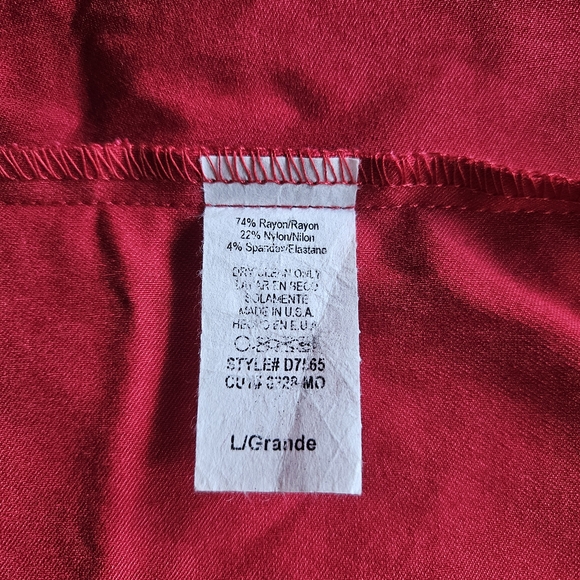 74% Rayon/Rayon
22% Nylon/Nilon
4% Spandex/Elastano
DRY CLEAN ONLY
LAVAR EN SECO
SOLAMENTE
MADE IN U.S.A.
HECHO EN E.U.A
STYLE#
CUT#
L/Grande